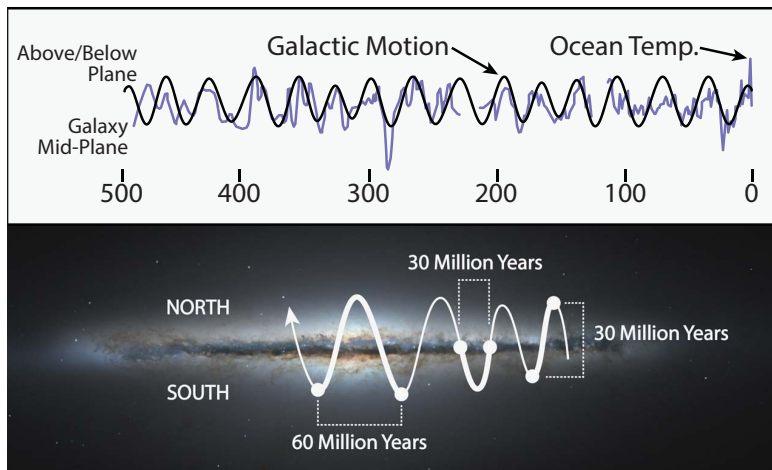 Above/Below
Plane
Galactic Motion
Ocean Temp.
Galaxy
Mid-Plane
500 400 300 200 100 0
30 Million Years
NORTH
30 Million Years
SOUTH
60 Million Years